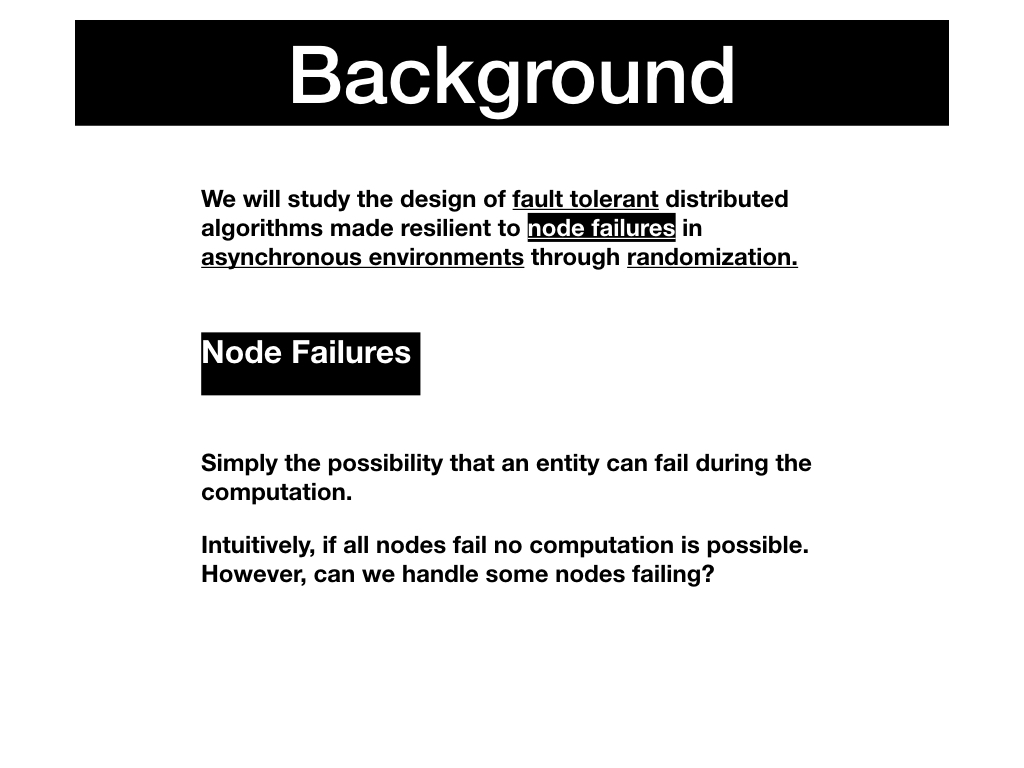 Background
We will study the design of fault tolerant distributed
algorithms made resilient to node failures in
asynchronous environments through randomization.
Node Failures
Simply the possibility that an entity can fail during the
computation.
Intuitively, if all nodes fail no computation is possible.
However, can we handle some nodes failing?